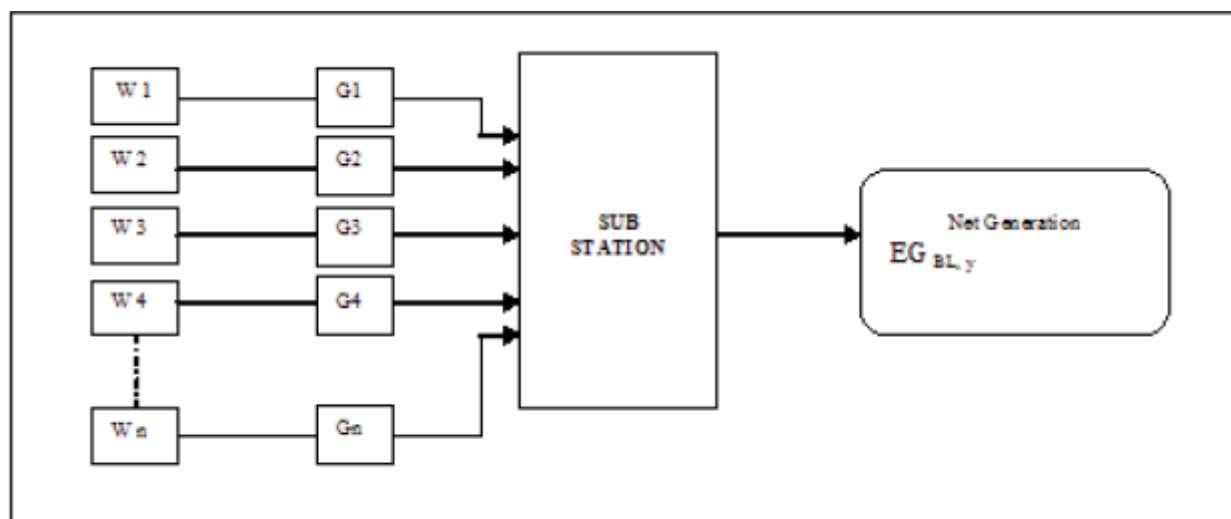 W 1
G1
W 2
G2
W 3
G3
W 4
G4
W n
Gn
SUB
STATION
Net Generation
EG BL, y